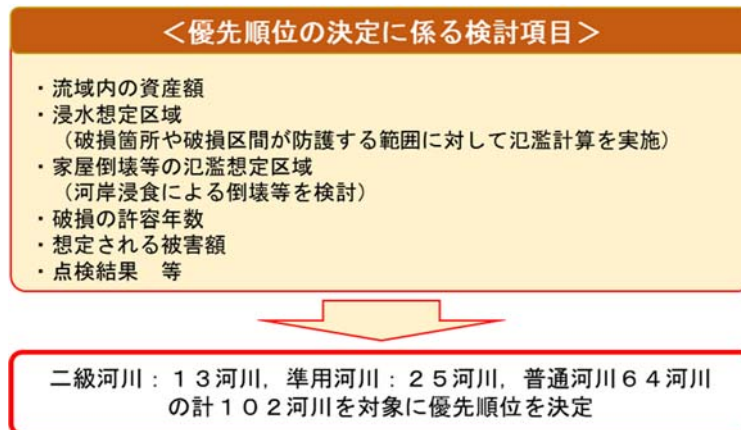 ＜優先順位の決定に係る検討項目＞
・流域内の資産額
・浸水想定区域
（破損箇所や破損区間が防護する範囲に対して氾濫計算を実施）
・家屋倒壊等の氾濫想定区域
（河岸浸食による倒壊等を検討）
・破損の許容年数
・想定される被害額
・点検結果　等
二級河川：１３河川，準用河川：２５河川，普通河川６４河川
の計１０２河川を対象に優先順位を決定